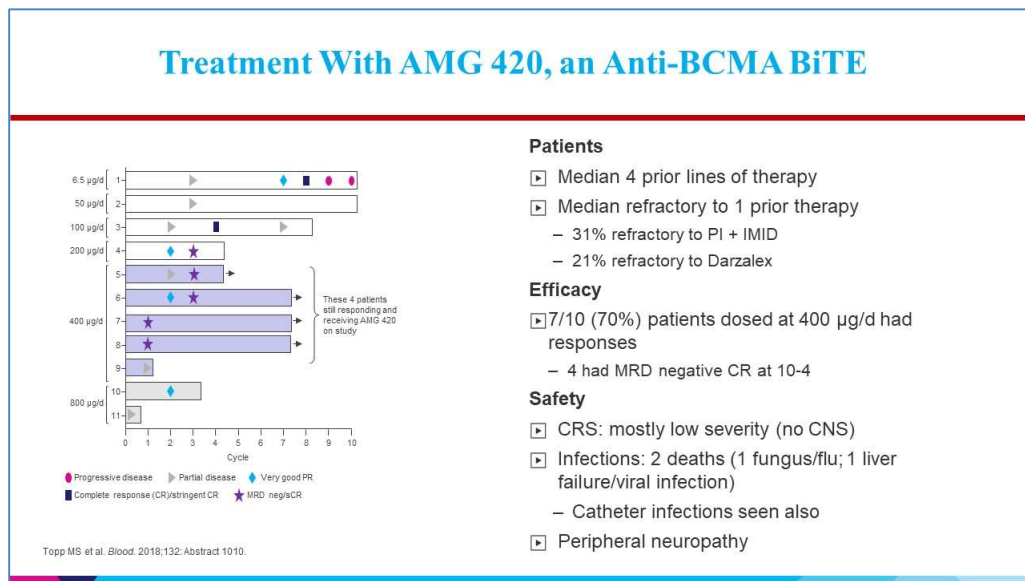 Treatment With AMG 420, an Anti-BCMA BiTE
6.5 µg/d
1
50 µg/d
2
100 µg/d
3
200 µg/d
4
5
6
400 µg/d
7
8
9
10
800 µg/d
11
These 4 patients
still responding and
receiving AMG 420
on study
0 1 2 3 4 5 6 7 8 9 10
Cycle
Progressive disease Partial disease Very good PR
Complete response (CR)/stringent CR MRD neg/sCR
Topp MS et al. Blood. 2018;132: Abstract 1010.
Patients
Median 4 prior lines of therapy
Median refractory to 1 prior therapy
– 31% refractory to PI + IMID
– 21% refractory to Darzalex
Efficacy
7/10 (70%) patients dosed at 400 µg/d had
responses
– 4 had MRD negative CR at 10-4
Safety
CRS: mostly low severity (no CNS)
Infections: 2 deaths (1 fungus/flu; 1 liver
failure/viral infection)
– Catheter infections seen also
Peripheral neuropathy